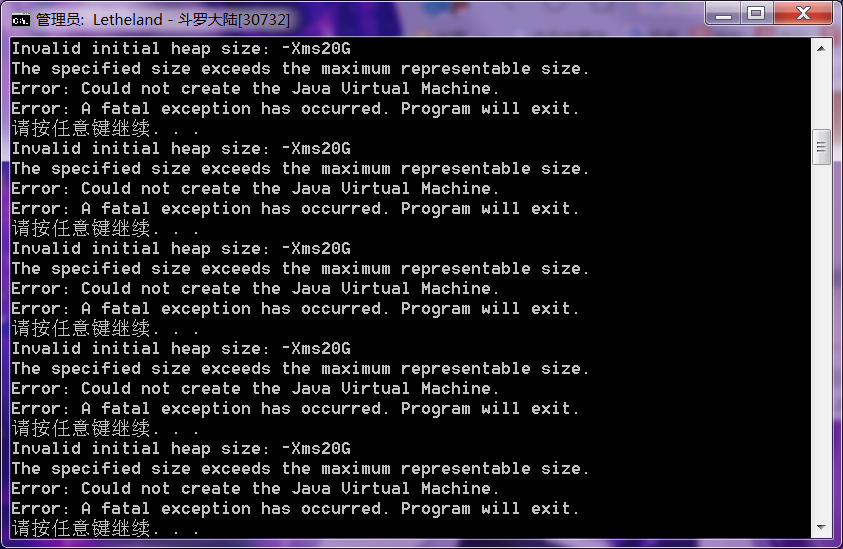 管理员: Letheland - 斗罗大陆[30732]
Invalid initial heap size: -Xms20G
The specified size exceeds the maximum representable size.
Error: Could not create the Java Virtual Machine.
Error: A fatal exception has occurred. Program will exit.
请按任意键继续. . .
Invalid initial heap size: -Xms20G
The specified size exceeds the maximum representable size.
Error: Could not create the Java Virtual Machine.
Error: A fatal exception has occurred. Program will exit.
请按任意键继续. . .
Invalid initial heap size: -Xms20G
The specified size exceeds the maximum representable size.
Error: Could not create the Java Virtual Machine.
Error: A fatal exception has occurred. Program will exit.
请按任意键继续. . .
Invalid initial heap size: -Xms20G
The specified size exceeds the maximum representable size.
Error: Could not create the Java Virtual Machine.
Error: A fatal exception has occurred. Program will exit.
请按任意键继续. . .
Invalid initial heap size: -Xms20G
The specified size exceeds the maximum representable size.
Error: Could not create the Java Virtual Machine.
Error: A fatal exception has occurred. Program will exit.
请按任意键继续. . .